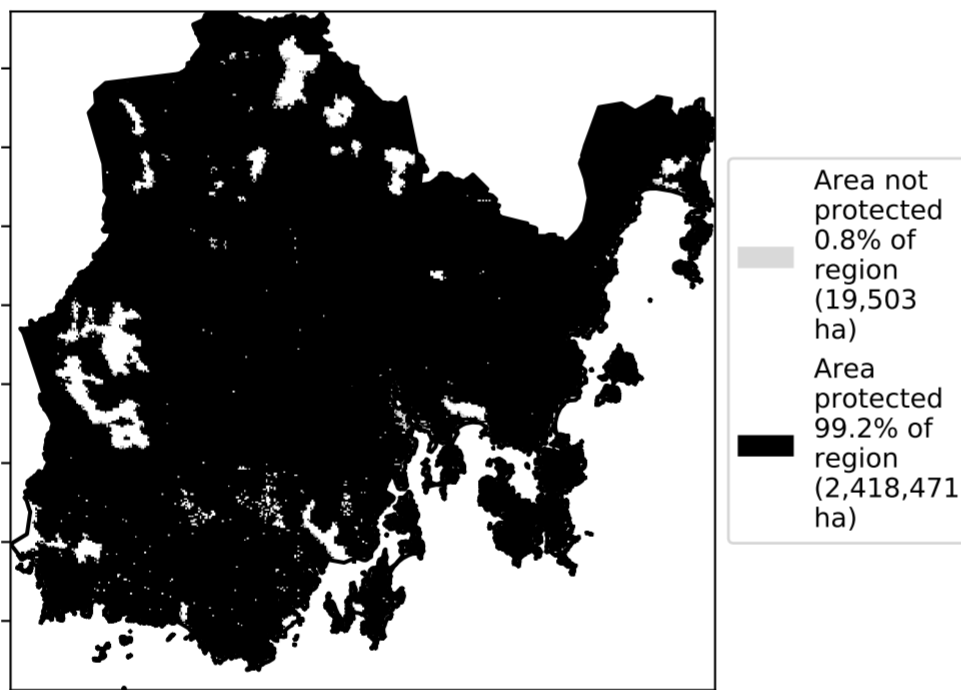 Area not
protected
0.8% of
region
(19,503
ha)
Area
protected
99.2% of
region
(2,418,471
ha)